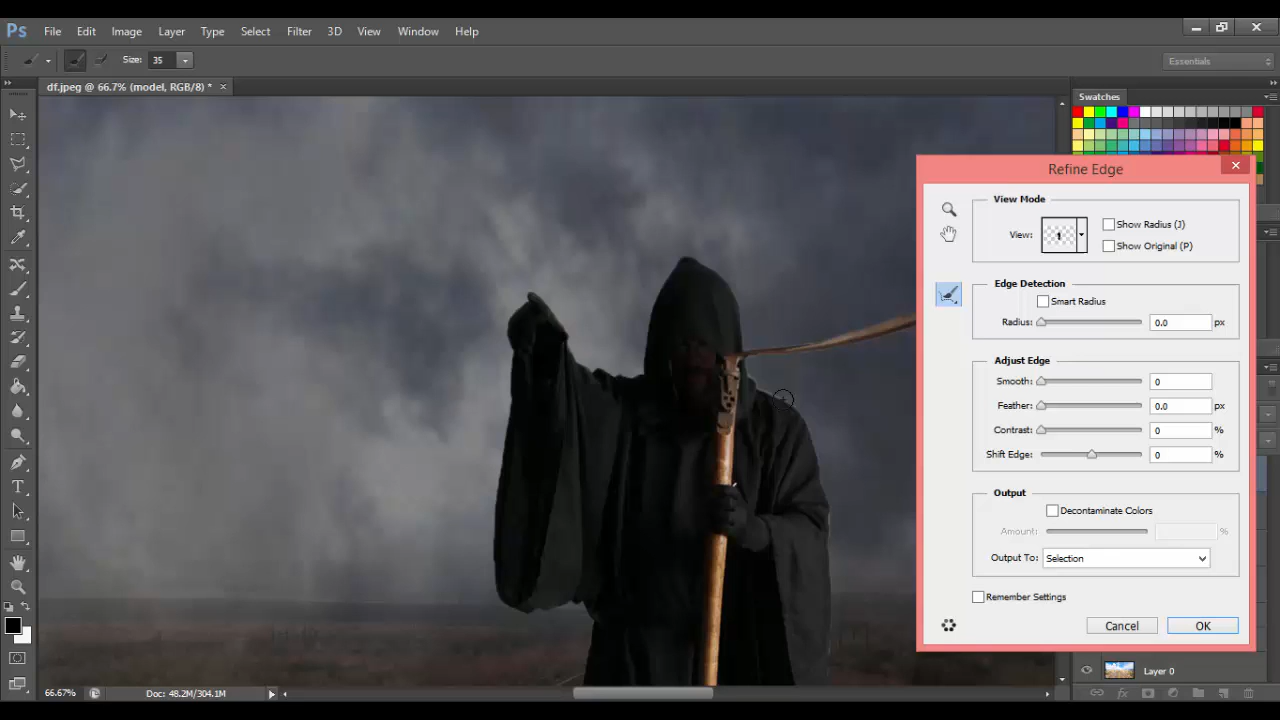 Ps File Edit Image Layer Type Select Filter 3D View Window Help
Size: 35
Essentials
df.jpeg @ 66.7% (model, RGB/8) * ×
Swatches
Refine Edge
View Mode
View:
Show Radius (J)
Show Original (P)
Edge Detection
Smart Radius
Radius: 0.0 px
Adjust Edge
Smooth: 0
Feather: 0.0 px
Contrast: 0 %
Shift Edge: 0 %
Output
Decontaminate Colors
Amount: %
Output To: Selection
Remember Settings
Cancel OK
Layer 0
66.67% Doc: 48.2M/304.1M